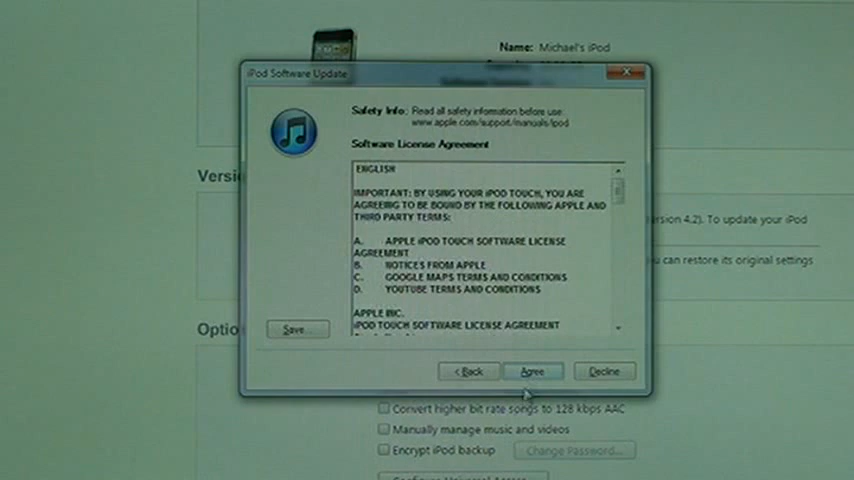 Name: Michael's iPod
iPod Software Update
Safety Info: Read all safety information before use:
www.apple.com/support/manuals/ipod
Software License Agreement
ENGLISH
IMPORTANT: BY USING YOUR iPOD TOUCH, YOU ARE
AGREEING TO BE BOUND BY THE FOLLOWING APPLE AND
THIRD PARTY TERMS:
A. APPLE iPOD TOUCH SOFTWARE LICENSE
AGREEMENT
B. NOTICES FROM APPLE
C. GOOGLE MAPS TERMS AND CONDITIONS
D. YOUTUBE TERMS AND CONDITIONS
APPLE INC.
iPOD TOUCH SOFTWARE LICENSE AGREEMENT
Save...
< Back Agree Decline
Versi
ersion 4.2). To update your iPod
u can restore its original settings
Optio
Convert higher bit rate songs to 128 kbps AAC
Manually manage music and videos
Encrypt iPod backup Change Password...